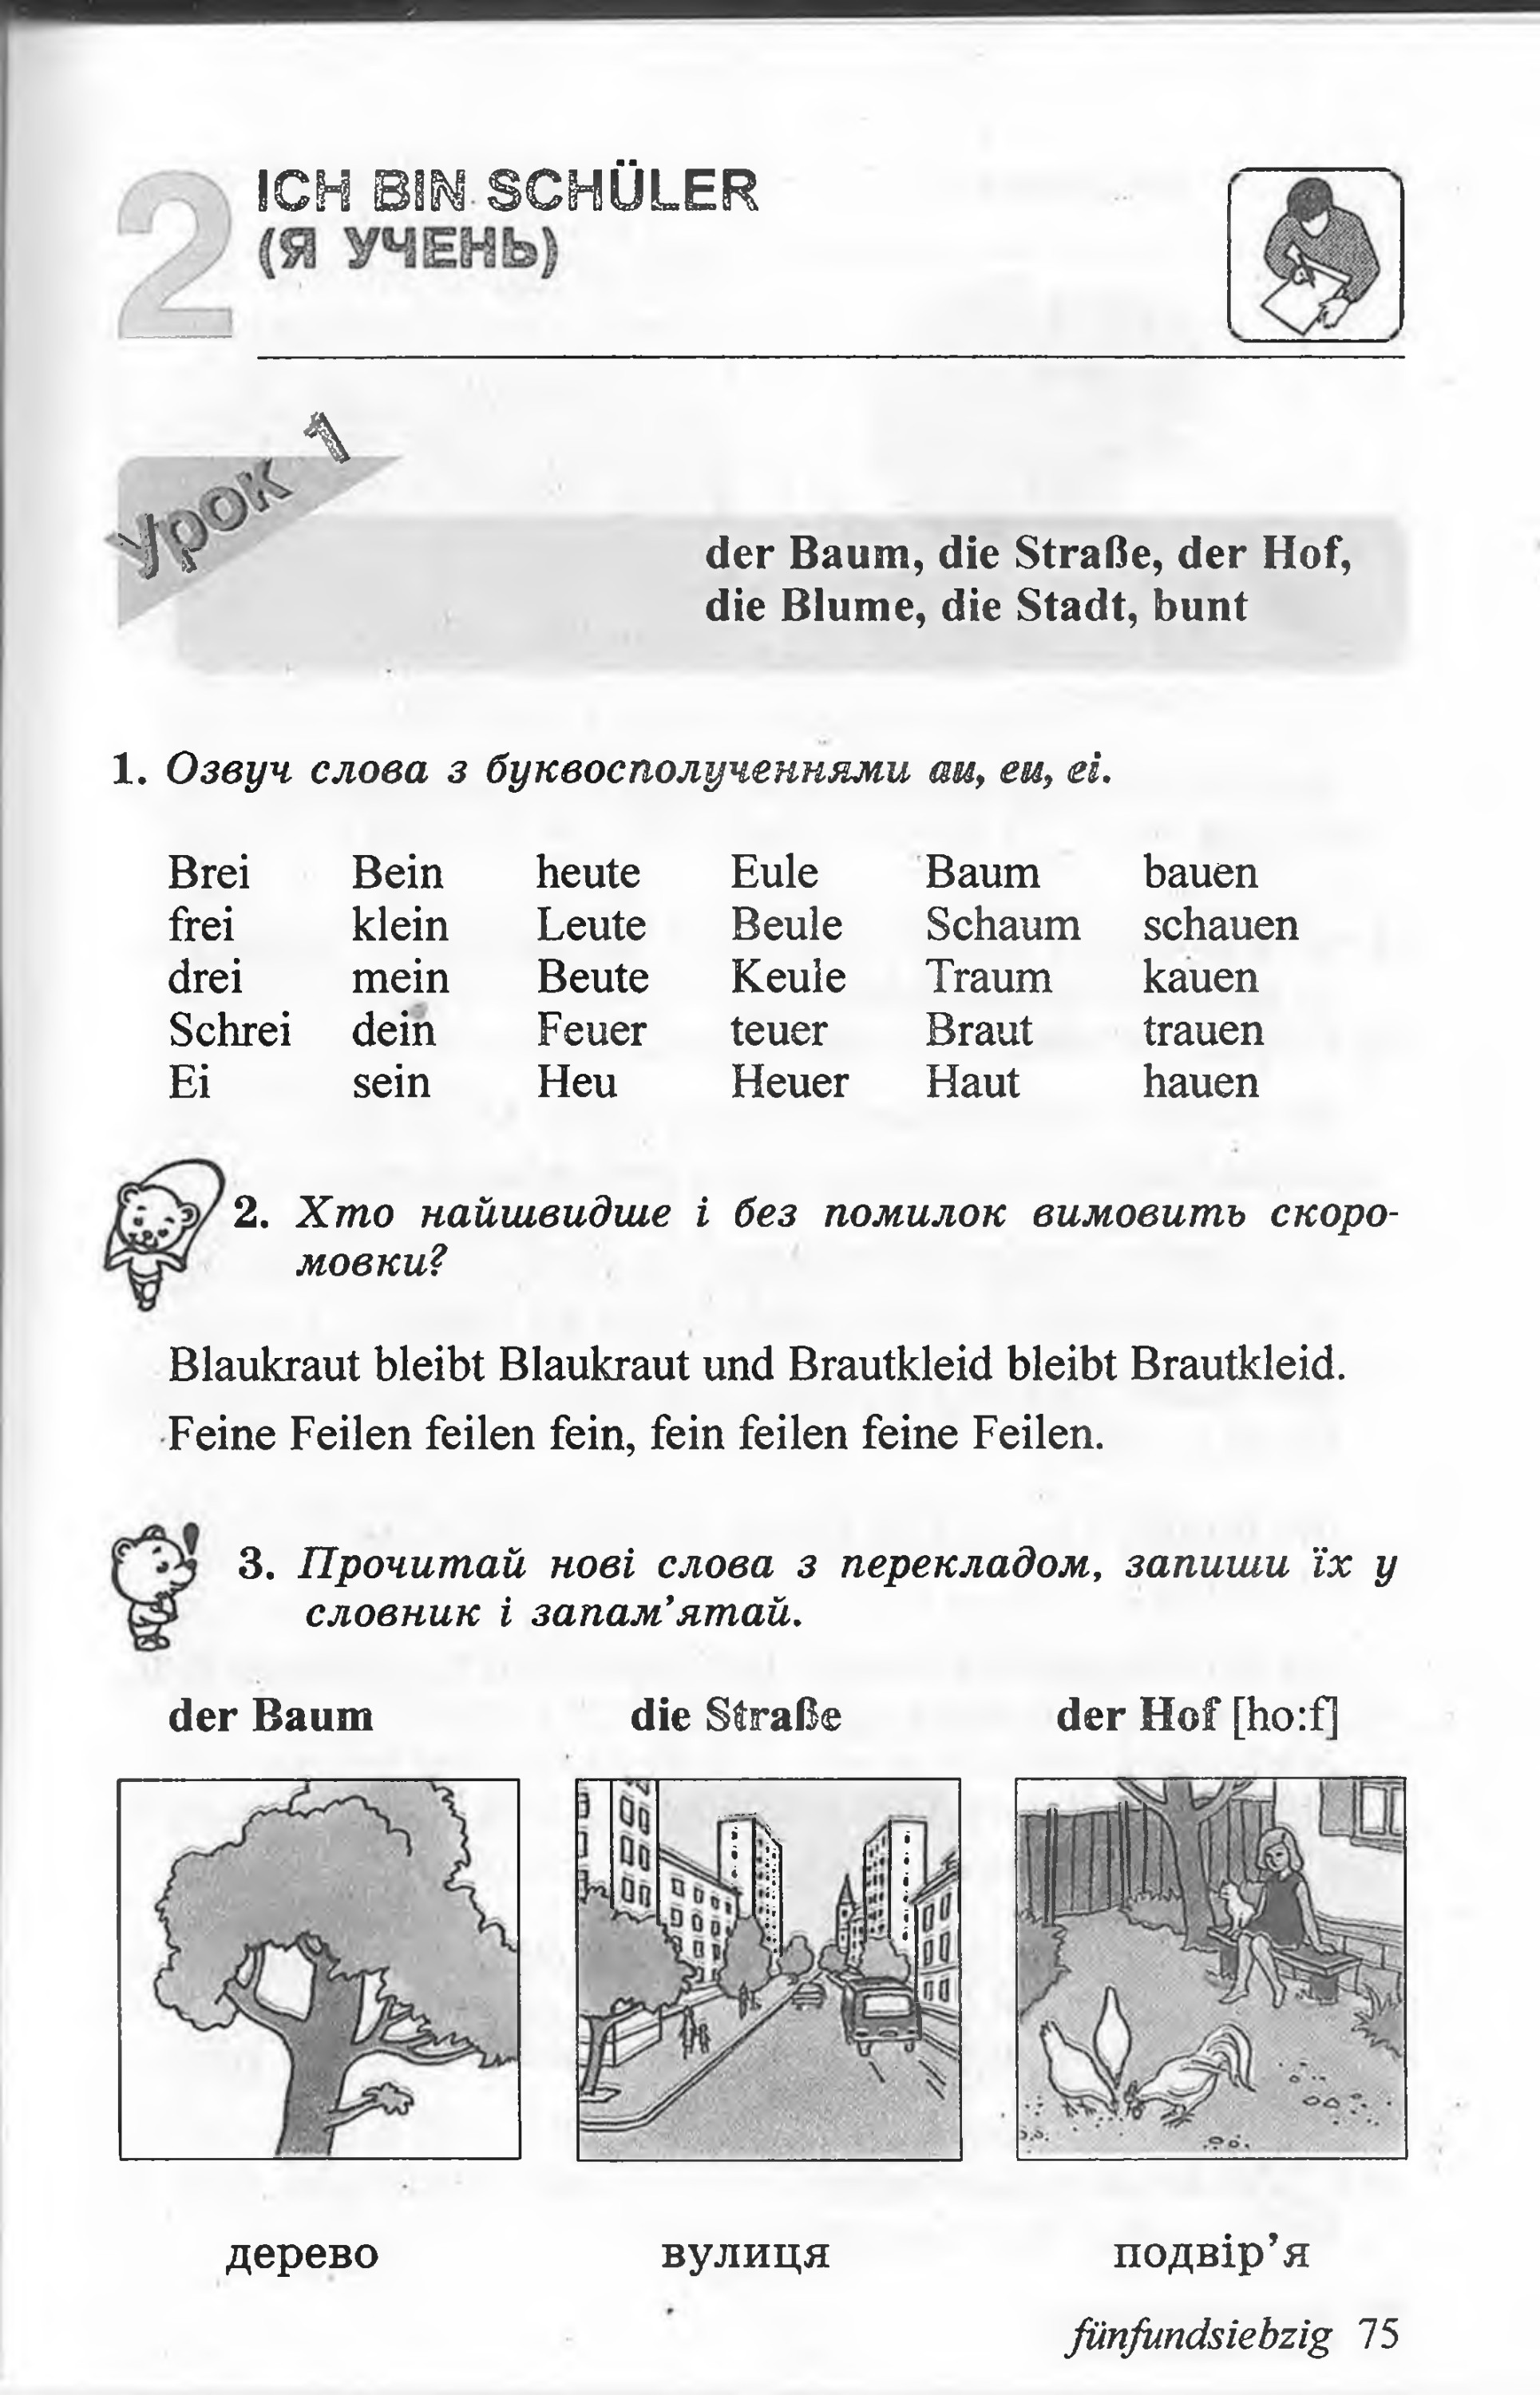 2
ICH BIN SCHÜLER
(Я УЧЕНЬ)
Урок 1
der Baum, die Straße, der Hof,
die Blume, die Stadt, bunt
1. Озвуч слова з буквосполученнями au, eu, ei.
Brei Bein heute Eule Baum bauen
frei klein Leute Beule Schaum schauen
drei mein Beute Keule Traum kauen
Schrei dein Feuer teuer Braut trauen
Ei sein Heu Heuer Haut hauen
2. Хто найшвидше і без помилок вимовить скоро-
мовки?
Blaukraut bleibt Blaukraut und Brautkleid bleibt Brautkleid.
Feine Feilen feilen fein, fein feilen feine Feilen.
3. Прочитай нові слова з перекладом, запиши їх у
словник і запам’ятай.
der Baum die Straße der Hof [ho:f]
дерево вулиця подвір’я
fünfundsiebzig 75